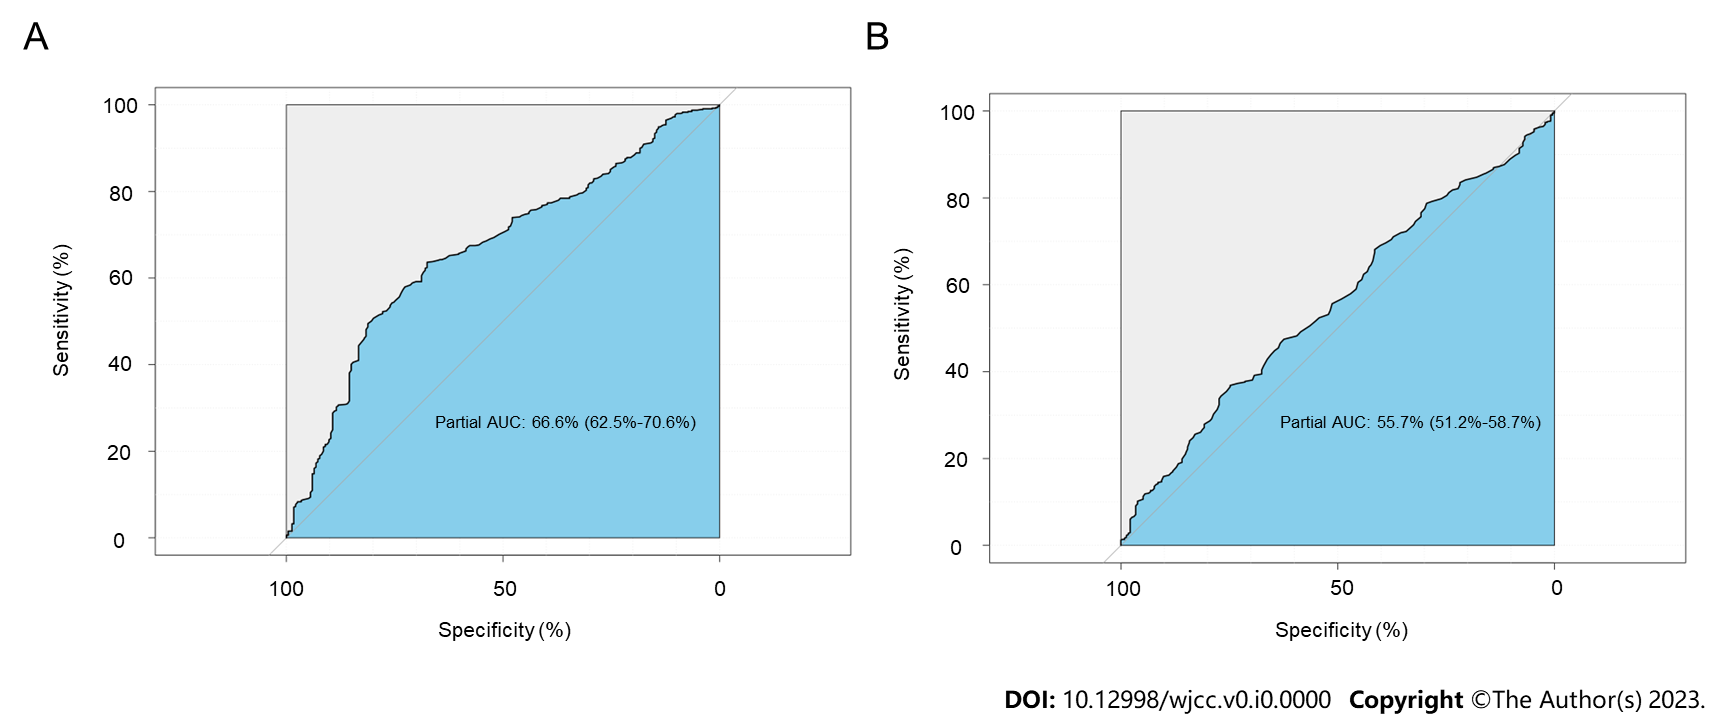 A
100
80
60
40
20
0
Sensitivity (%)
Partial AUC: 66.6% (62.5%-70.6%)
100 50 0
Specificity (%)
B
100
80
60
40
20
0
Sensitivity (%)
Partial AUC: 55.7% (51.2%-58.7%)
100 50 0
Specificity (%)
DOI: 10.12998/wjcc.v0.i0.0000 Copyright ©The Author(s) 2023.